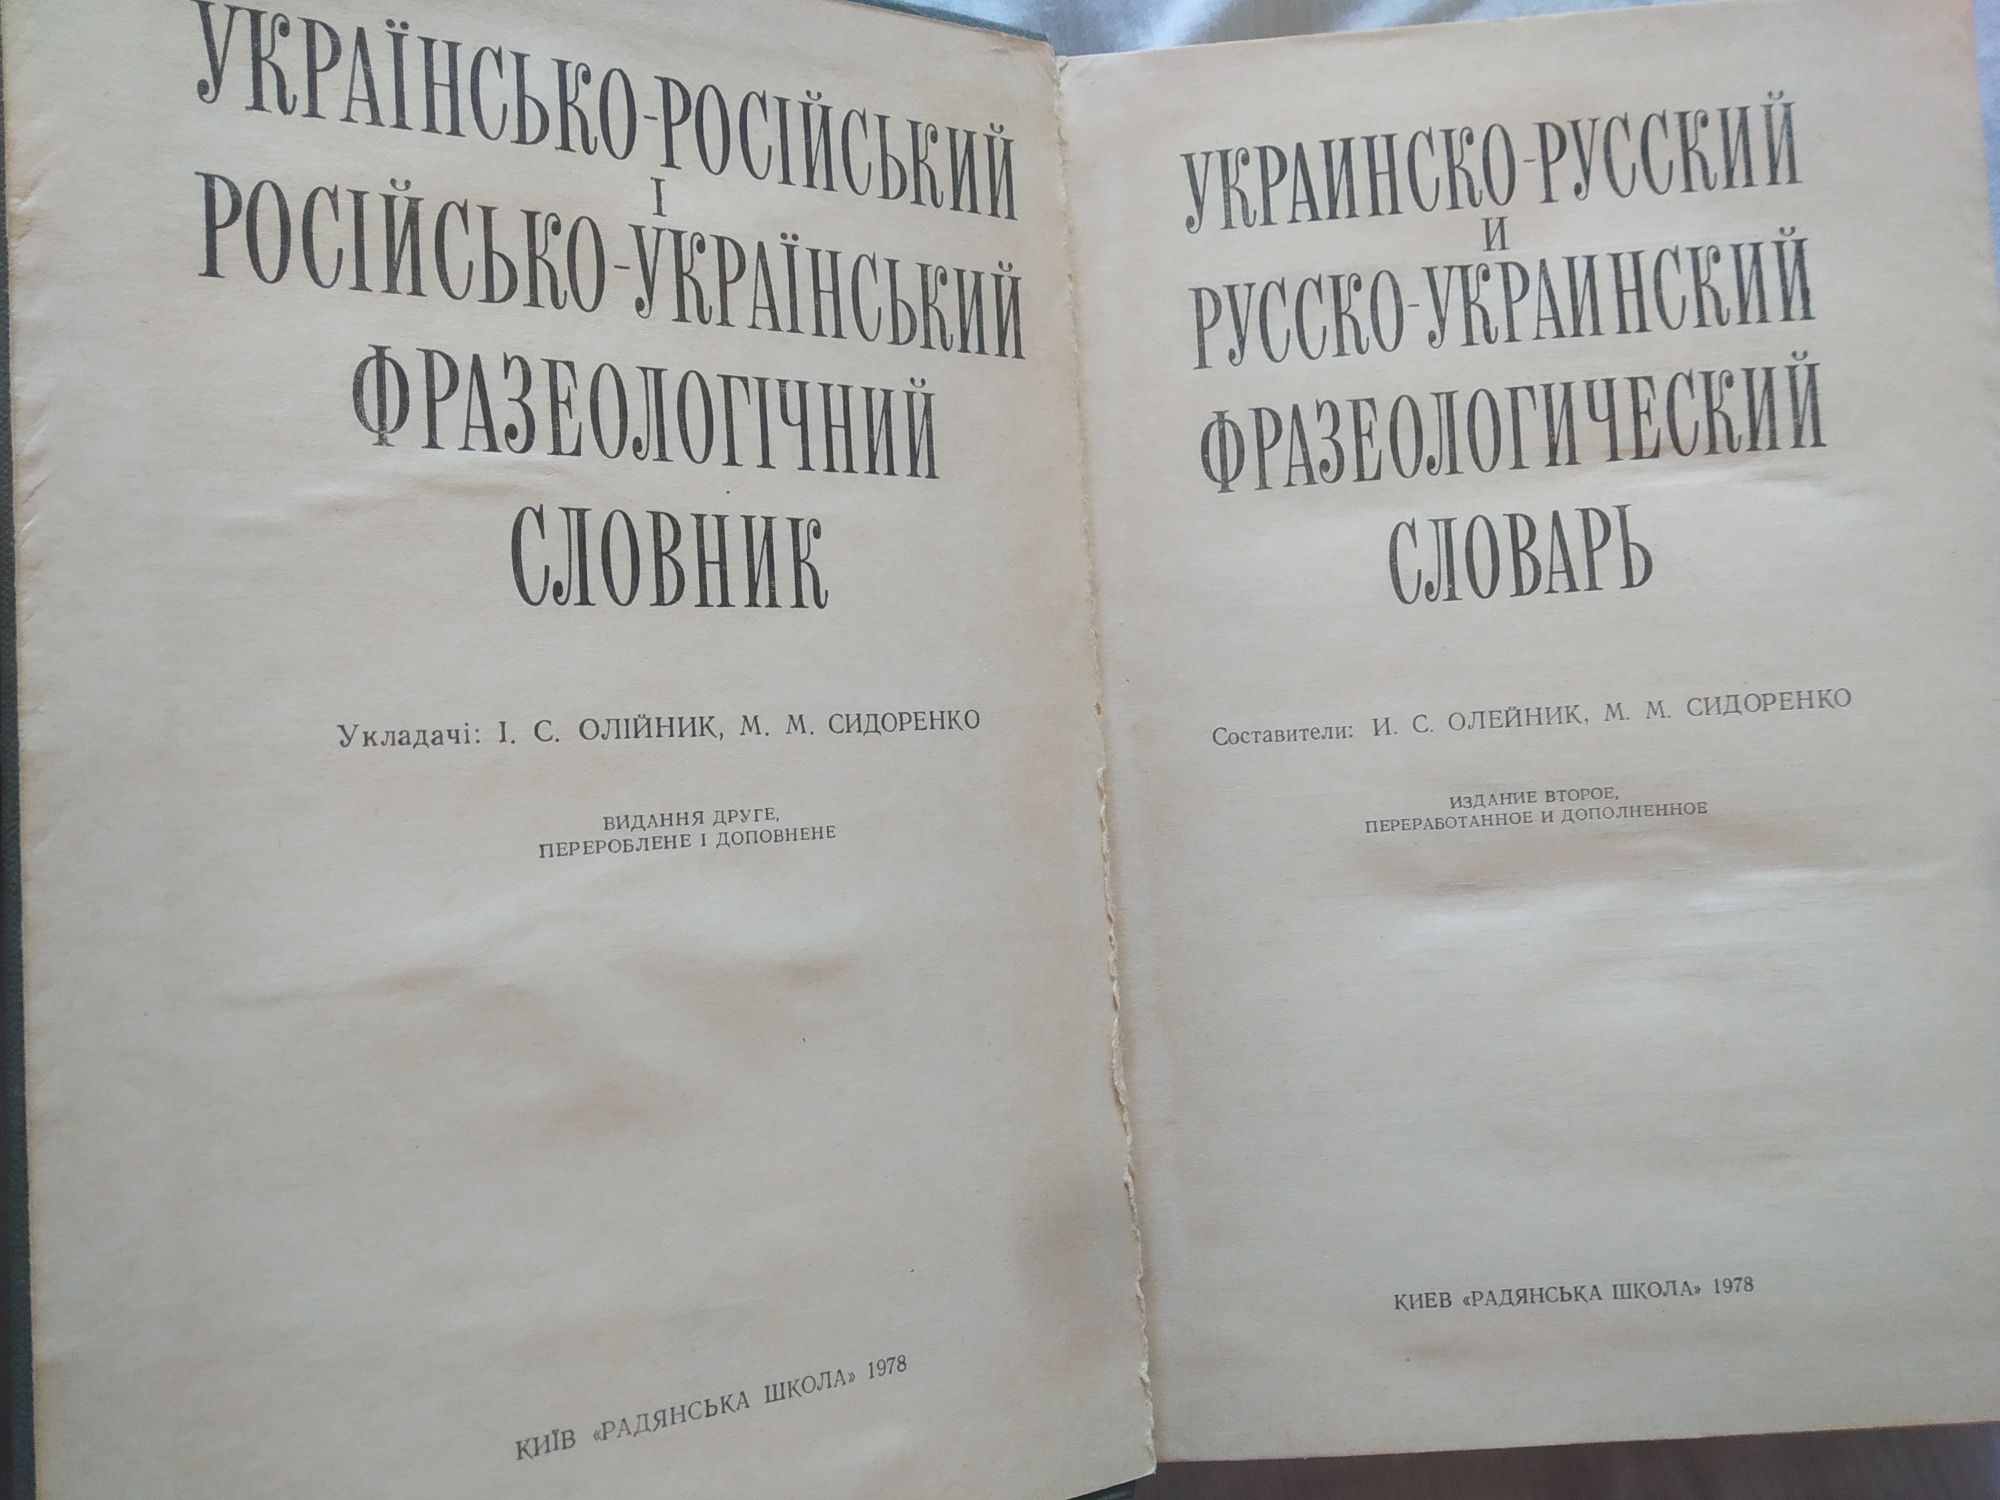 УКРАЇНСЬКО-РОСІЙСЬКИЙ
І
РОСІЙСЬКО-УКРАЇНСЬКИЙ
ФРАЗЕОЛОГІЧНИЙ
СЛОВНИК
Укладачі: І. С. ОЛІЙНИК, М. М. СИДОРЕНКО
ВИДАННЯ ДРУГЕ,
ПЕРЕРОБЛЕНЕ І ДОПОВНЕНЕ
КИЇВ «РАДЯНСЬКА ШКОЛА» 1978
УКРАИНСКО-РУССКИЙ
И
РУССКО-УКРАИНСКИЙ
ФРАЗЕОЛОГИЧЕСКИЙ
СЛОВАРЬ
Составители: И. С. ОЛЕЙНИК, М. М. СИДОРЕНКО
ИЗДАНИЕ ВТОРОЕ,
ПЕРЕРАБОТАННОЕ И ДОПОЛНЕННОЕ
КИЕВ «РАДЯНСЬКА ШКОЛА» 1978